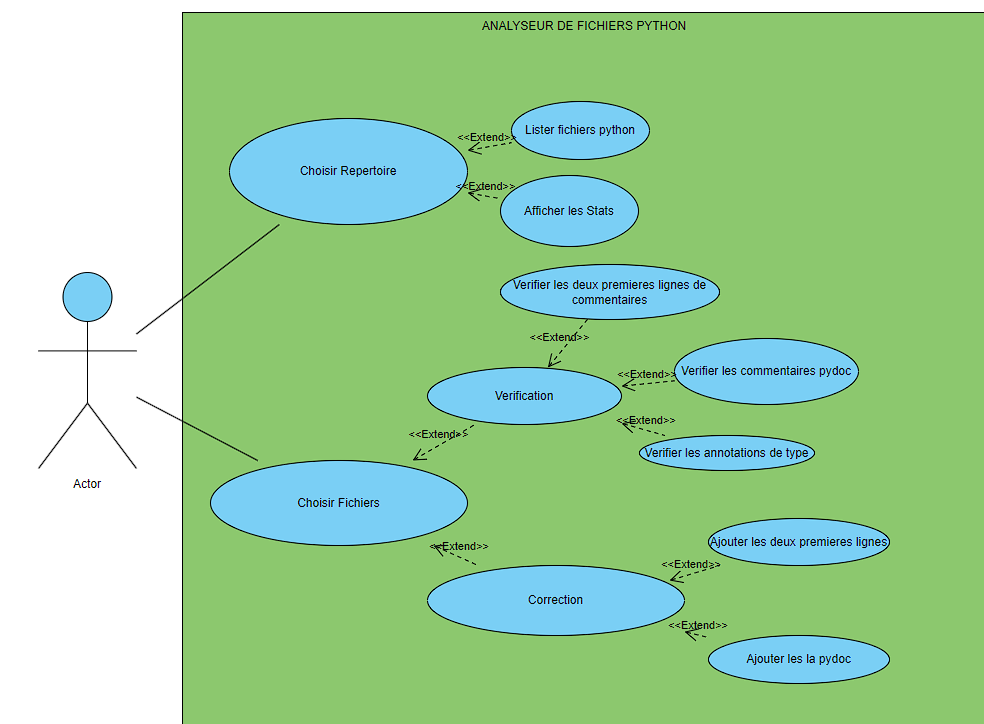 ANALYSEUR DE FICHIERS PYTHON
Lister fichiers python
<<Extend>>
Choisir Repertoire
<<Extend>>
Afficher les Stats
Verifier les deux premieres lignes de
commentaires
<<Extend>>
Verifier les commentaires pydoc
<<Extend>>
Verification
<<Extend>>
<<Extend>>
Verifier les annotations de type
Actor
Choisir Fichiers
Ajouter les deux premieres lignes
<<Extend>>
<<Extend>>
Correction
<<Extend>>
Ajouter les la pydoc